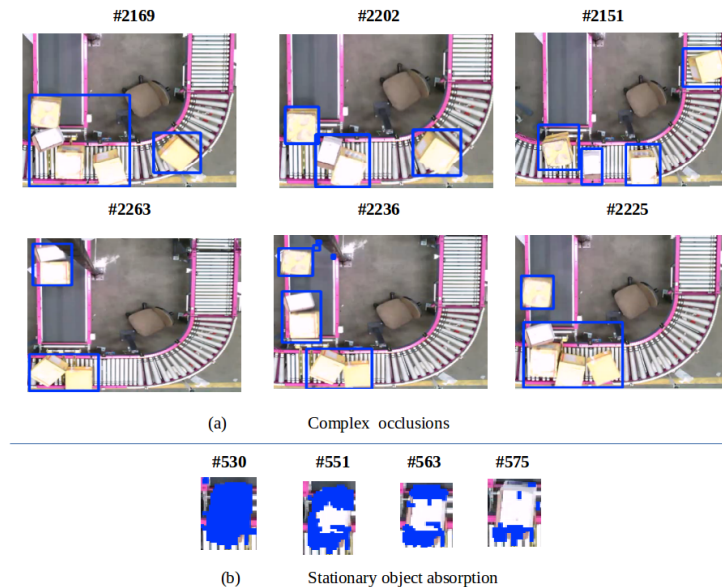 #2169 #2202 #2151
#2263 #2236 #2225
(a) Complex occlusions
#530 #551 #563 #575
(b) Stationary object absorption